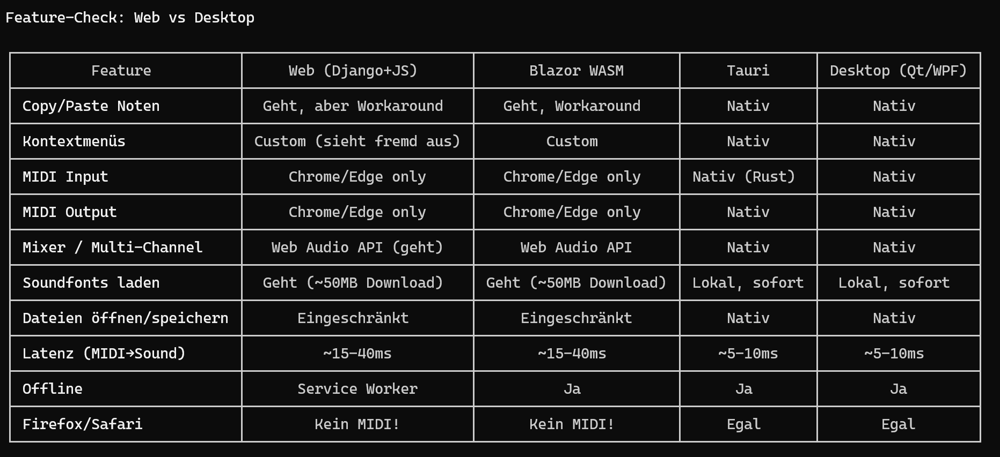 Feature-Check: Web vs Desktop
Feature Web (Django+JS) Blazor WASM Tauri Desktop (Qt/WPF)
Copy/Paste Noten Geht, aber Workaround Geht, Workaround Nativ Nativ
Kontextmenüs Custom (sieht fremd aus) Custom Nativ Nativ
MIDI Input Chrome/Edge only Chrome/Edge only Nativ (Rust) Nativ
MIDI Output Chrome/Edge only Chrome/Edge only Nativ Nativ
Mixer / Multi-Channel Web Audio API (geht) Web Audio API Nativ Nativ
Soundfonts laden Geht (~50MB Download) Geht (~50MB Download) Lokal, sofort Lokal, sofort
Dateien öffnen/speichern Eingeschränkt Eingeschränkt Nativ Nativ
Latenz (MIDI→Sound) ~15-40ms ~15-40ms ~5-10ms ~5-10ms
Offline Service Worker Ja Ja Ja
Firefox/Safari Kein MIDI! Kein MIDI! Egal Egal